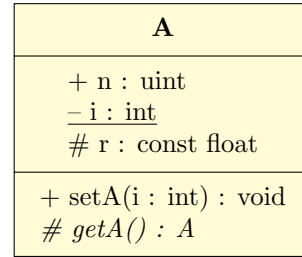 A
+ n : uint
– i : int
# r : const float
+ setA(i : int) : void
# getA() : A